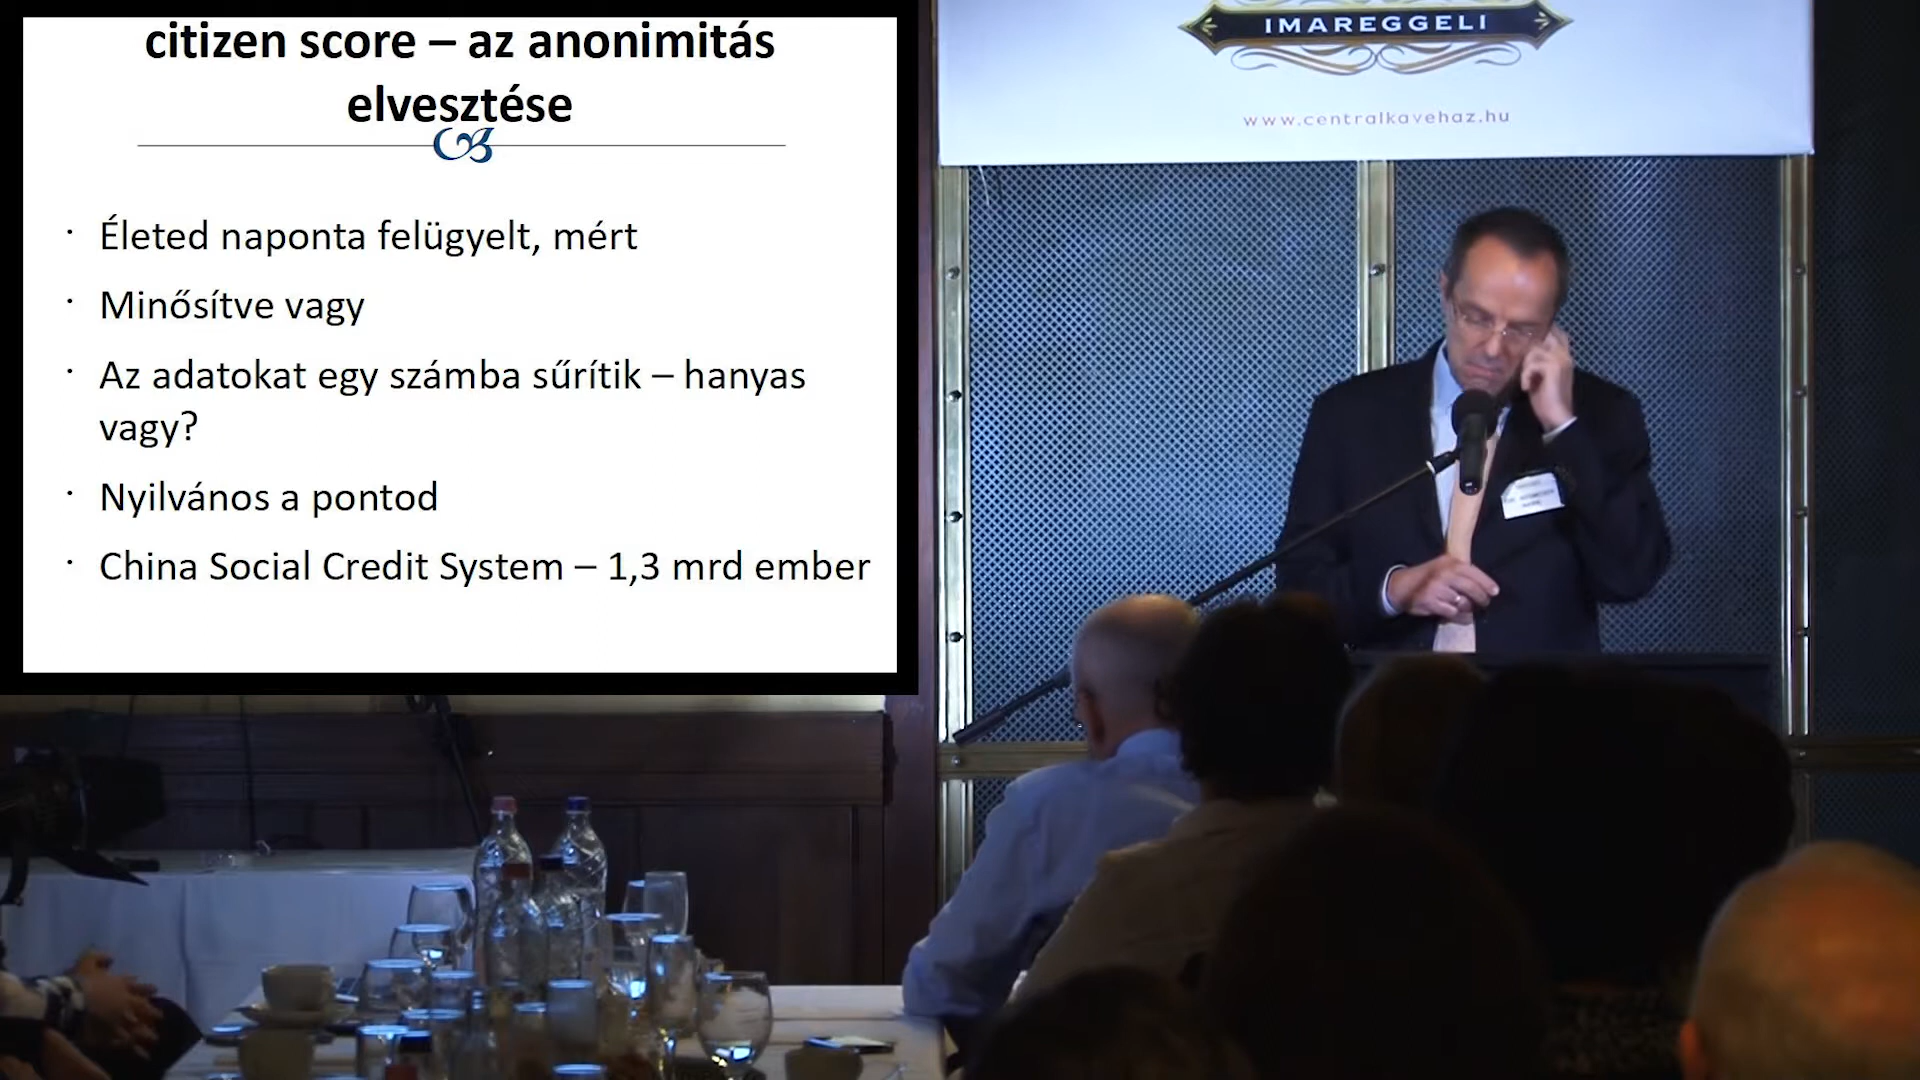 citizen score – az anonimitás
elvesztése
· Életed naponta felügyelt, mért
· Minősítve vagy
· Az adatokat egy számba sűrítik – hanyas
vagy?
· Nyilvános a pontod
· China Social Credit System – 1,3 mrd ember
IMAREGGELI
www.centralkavehaz.hu